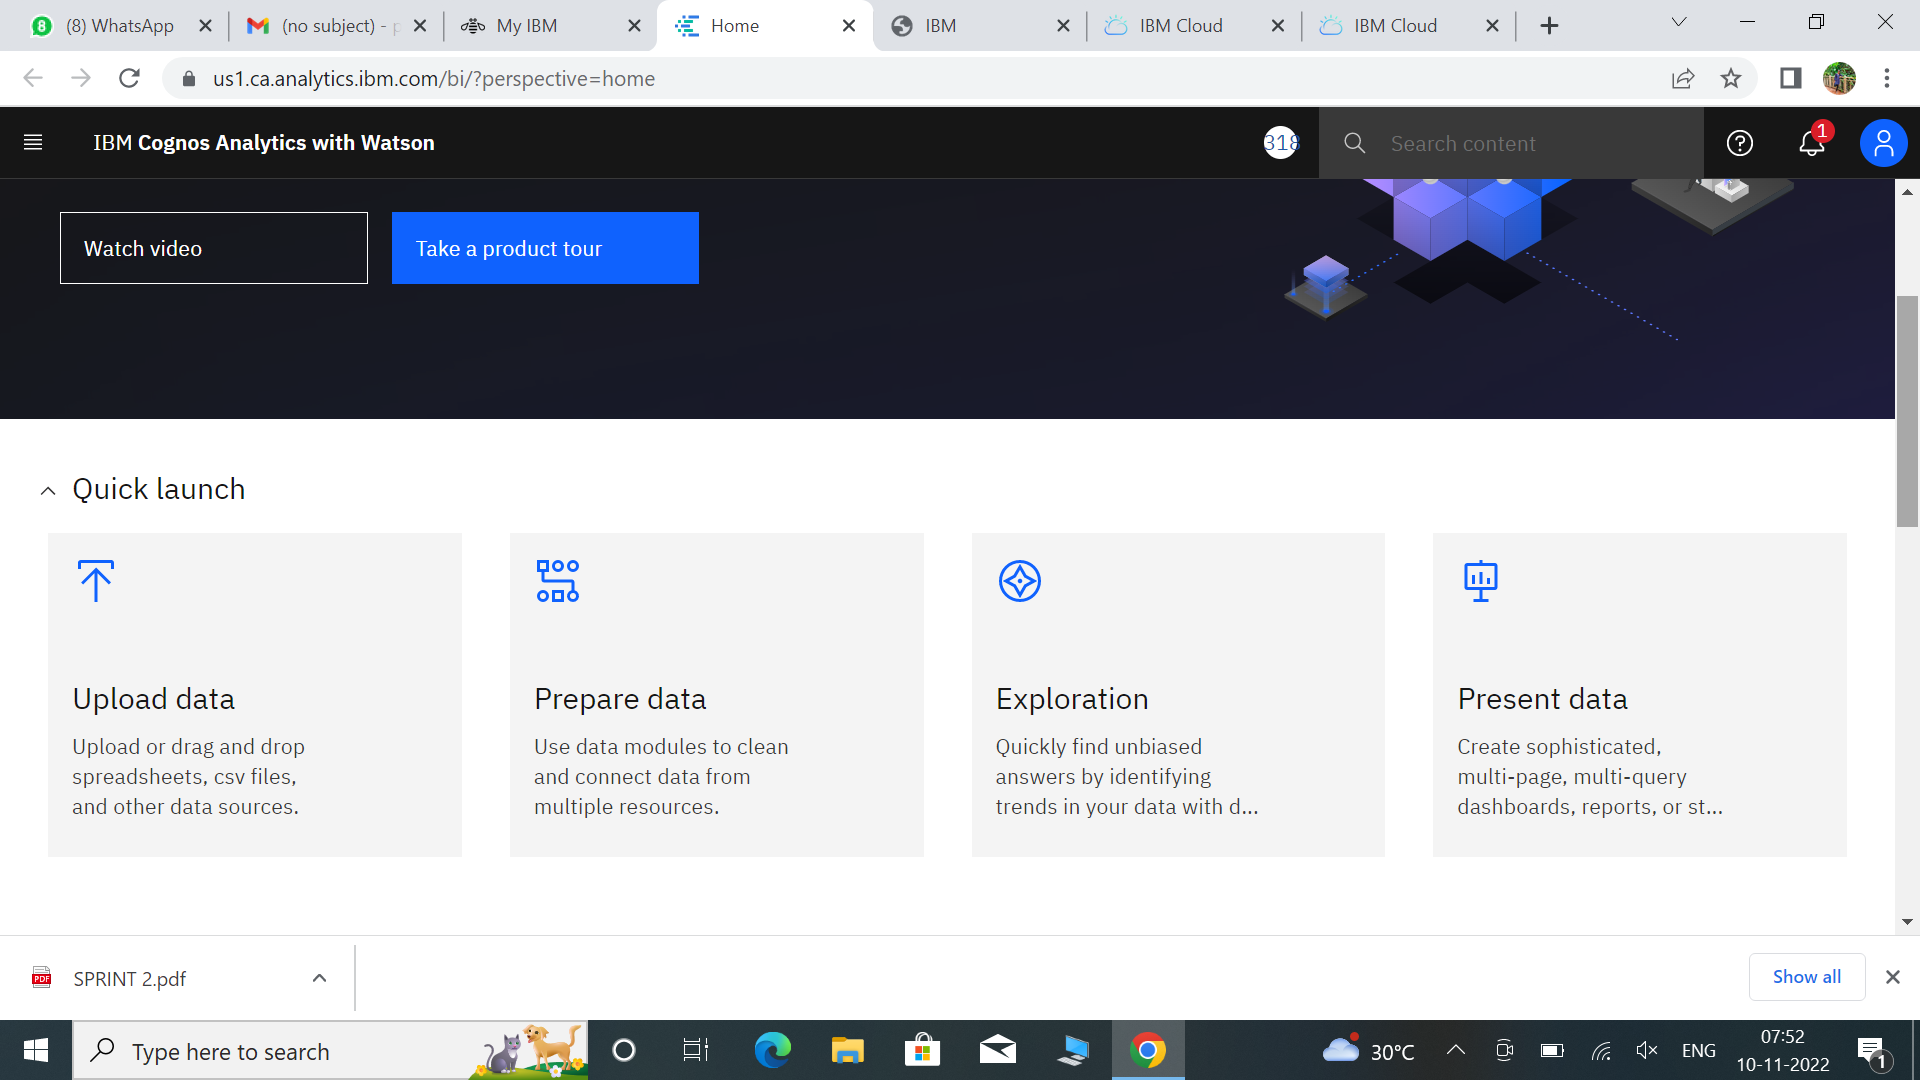 (8) WhatsApp
(no subject) - p
My IBM
Home
IBM
IBM Cloud
IBM Cloud
us1.ca.analytics.ibm.com/bi/?perspective=home
IBM Cognos Analytics with Watson
318
Search content
1
Watch video
Take a product tour
Quick launch
Upload data
Upload or drag and drop
spreadsheets, csv files,
and other data sources.
Prepare data
Use data modules to clean
and connect data from
multiple resources.
Exploration
Quickly find unbiased
answers by identifying
trends in your data with d...
Present data
Create sophisticated,
multi-page, multi-query
dashboards, reports, or st...
PDF
SPRINT 2.pdf
Show all
Type here to search
30°C
ENG
07:52
10-11-2022
1